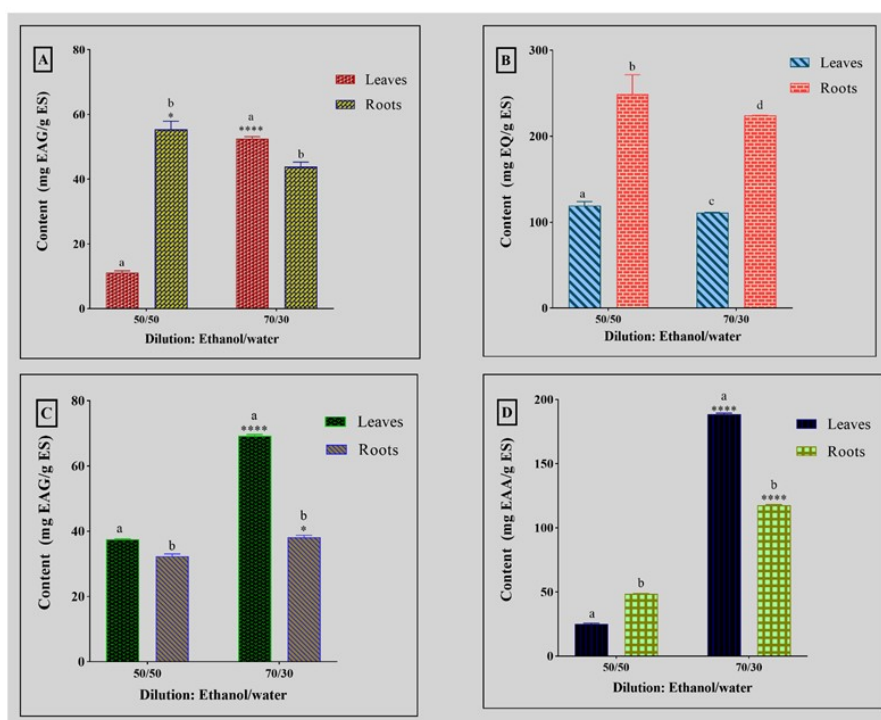 A
Content (mg EAG/g ES)
80
60
40
20
0
a
b
*
a
****
b
Leaves
Roots
50/50
70/30
Dilution: Ethanol/water
B
Content (mg EQ/g ES)
300
200
100
0
a
b
c
d
Leaves
Roots
50/50
70/30
Dilution: Ethanol/water
C
Content (mg EAG/g ES)
80
60
40
20
0
a
b
a
****
b
*
Leaves
Roots
50/50
70/30
Dilution: Ethanol/water
D
Content (mg EAA/g ES)
200
150
100
50
0
a
b
a
****
b
****
Leaves
Roots
50/50
70/30
Dilution: Ethanol/water